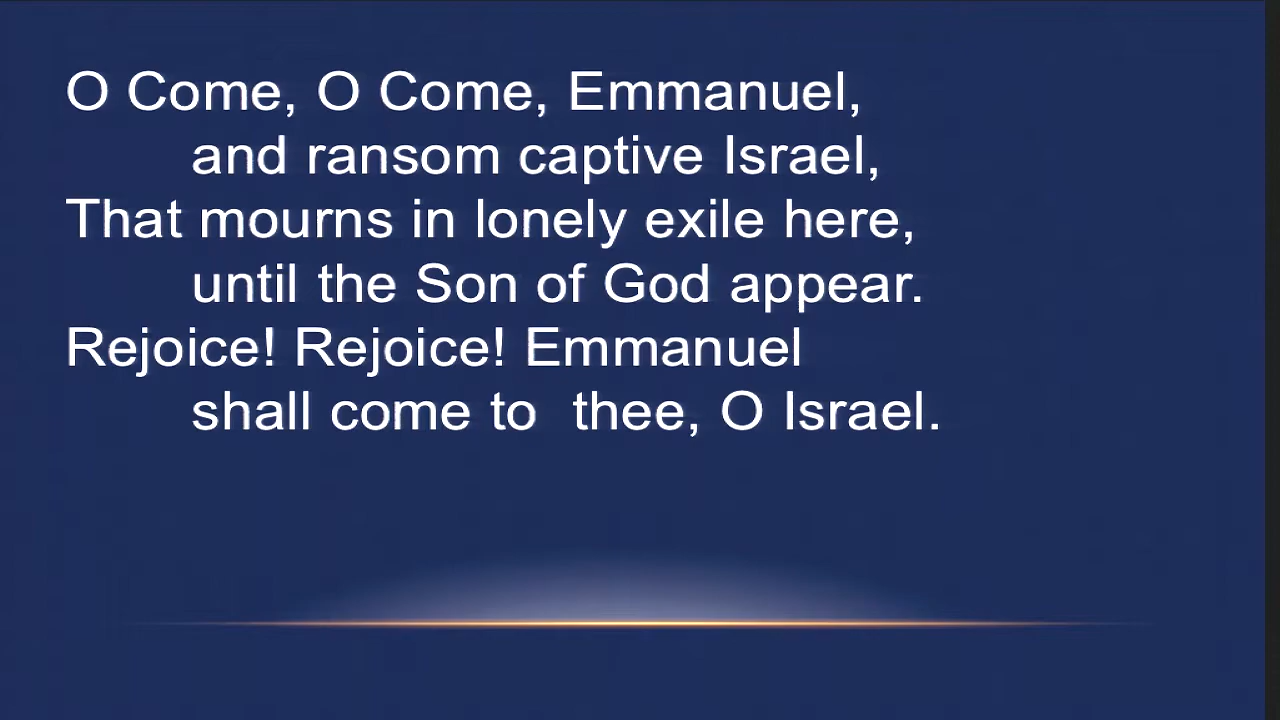 O Come, O Come, Emmanuel,
and ransom captive Israel,
That mourns in lonely exile here,
until the Son of God appear.
Rejoice! Rejoice! Emmanuel
shall come to  thee, O Israel.